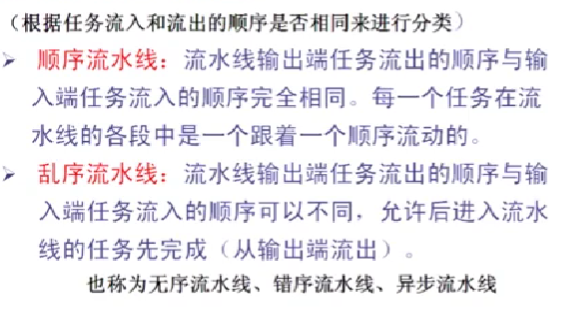 （根据任务流入和流出的顺序是否相同来进行分类）
➢ 顺序流水线：流水线输出端任务流出的顺序与输
入端任务流入的顺序完全相同。每一个任务在流
水线的各段中是一个跟着一个顺序流动的。
➢ 乱序流水线：流水线输出端任务流出的顺序与输
入端任务流入的顺序可以不同，允许后进入流水
线的任务先完成（从输出端流出）。
也称为无序流水线、错序流水线、异步流水线